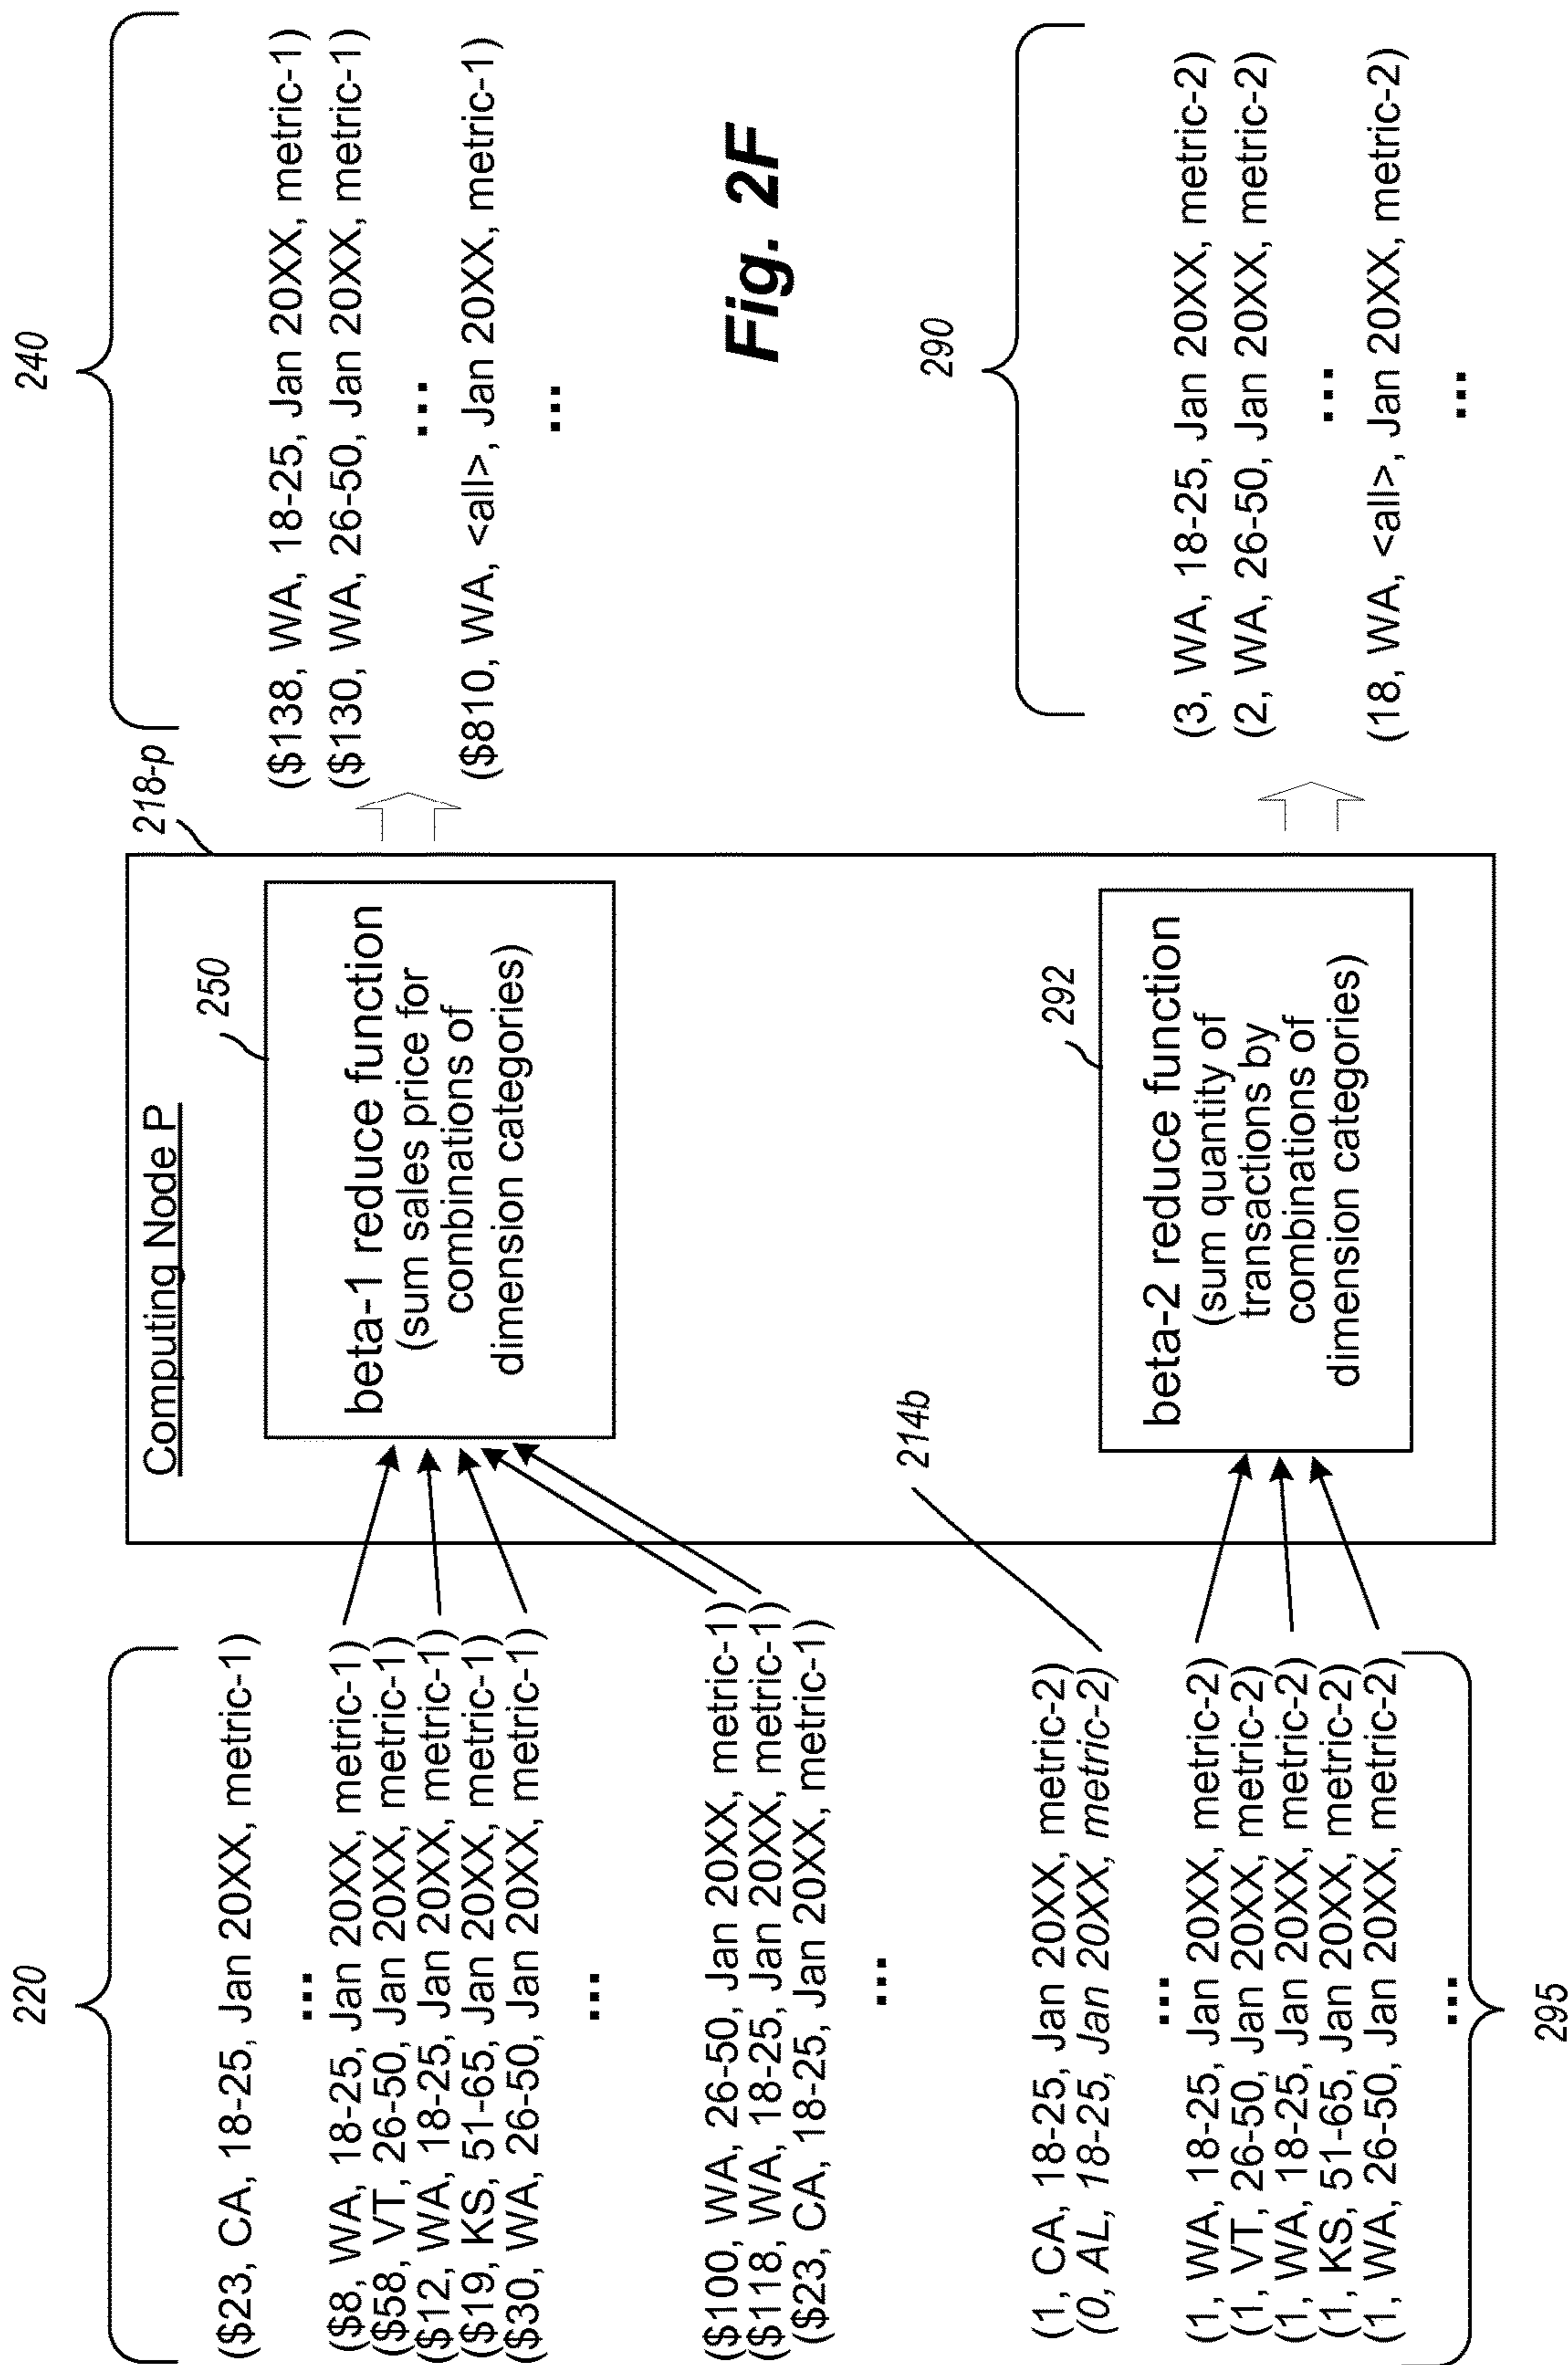 220
($23, CA, 18-25, Jan 20XX, metric-1)
...
($8, WA, 18-25, Jan 20XX, metric-1)
($58, VT, 26-50, Jan 20XX, metric-1)
($12, WA, 18-25, Jan 20XX, metric-1)
($19, KS, 51-65, Jan 20XX, metric-1)
($30, WA, 26-50, Jan 20XX, metric-1)
...
($100, WA, 26-50, Jan 20XX, metric-1)
($118, WA, 18-25, Jan 20XX, metric-1)
($23, CA, 18-25, Jan 20XX, metric-1)
...
(1, CA, 18-25, Jan 20XX, metric-2)
(0, AL, 18-25, Jan 20XX, metric-2)
...
(1, WA, 18-25, Jan 20XX, metric-2)
(1, VT, 26-50, Jan 20XX, metric-2)
(1, WA, 18-25, Jan 20XX, metric-2)
(1, KS, 51-65, Jan 20XX, metric-2)
(1, WA, 26-50, Jan 20XX, metric-2)
...
295
214b
Computing Node P
218-p
250
beta-1 reduce function
(sum sales price for
combinations of
dimension categories)
292
beta-2 reduce function
(sum quantity of
transactions by
combinations of
dimension categories)
240
($138, WA, 18-25, Jan 20XX, metric-1)
($130, WA, 26-50, Jan 20XX, metric-1)
...
($810, WA, <all>, Jan 20XX, metric-1)
...
Fig. 2F
290
(3, WA, 18-25, Jan 20XX, metric-2)
(2, WA, 26-50, Jan 20XX, metric-2)
...
(18, WA, <all>, Jan 20XX, metric-2)
...